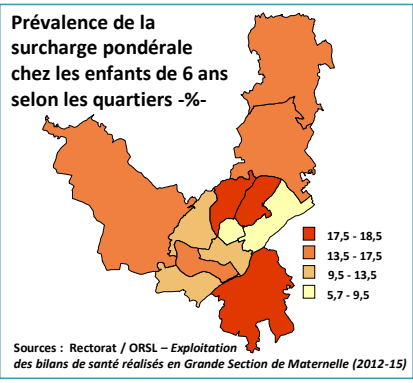 Prévalence de la
surcharge pondérale
chez les enfants de 6 ans
selon les quartiers -%-
17,5 - 18,5
13,5 - 17,5
9,5 - 13,5
5,7 - 9,5
Sources : Rectorat / ORSL – Exploitation
des bilans de santé réalisés en Grande Section de Maternelle (2012-15)